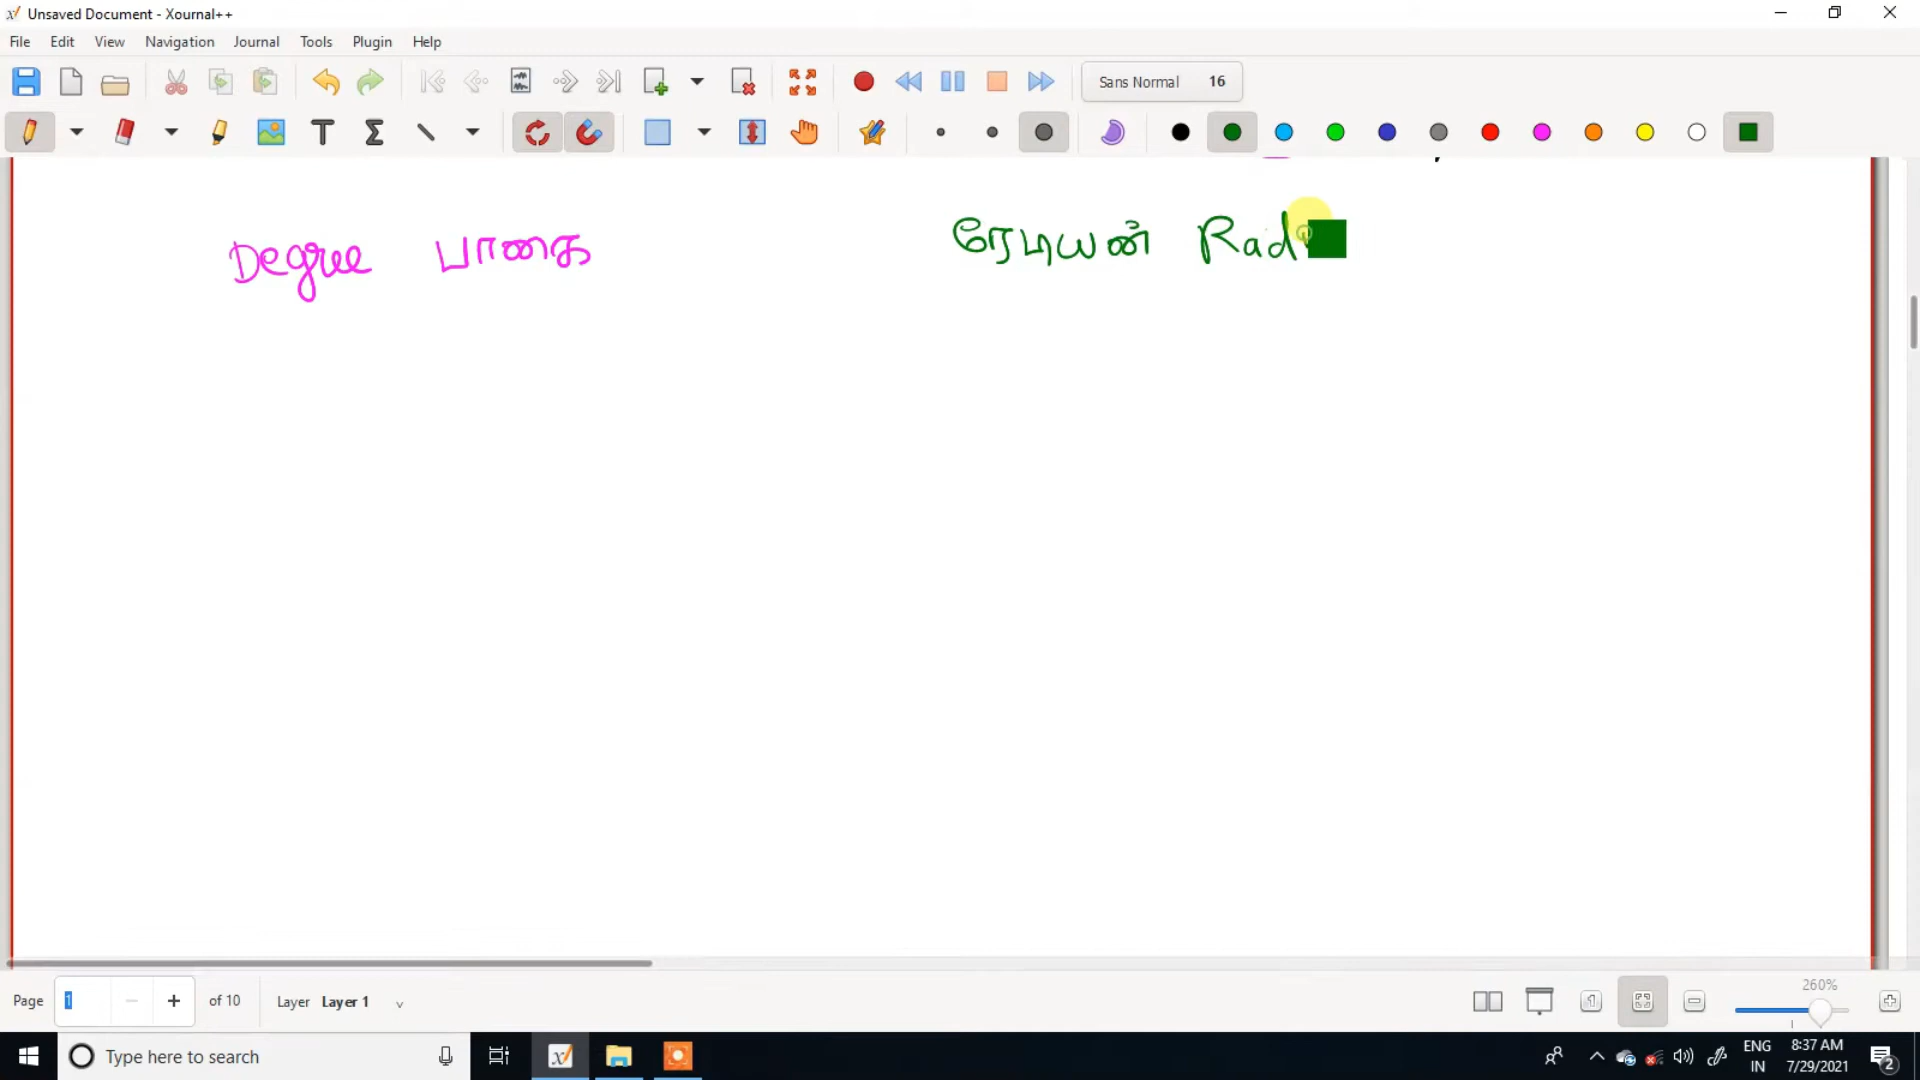 Unsaved Document - Xournal++
File Edit View Navigation Journal Tools Plugin Help
Sans Normal 16
Degree பாகை ரேடியன் Rad
Page 1 of 10 Layer Layer 1 260%
Type here to search
ENG 8:37 AM
IN 7/29/2021 2